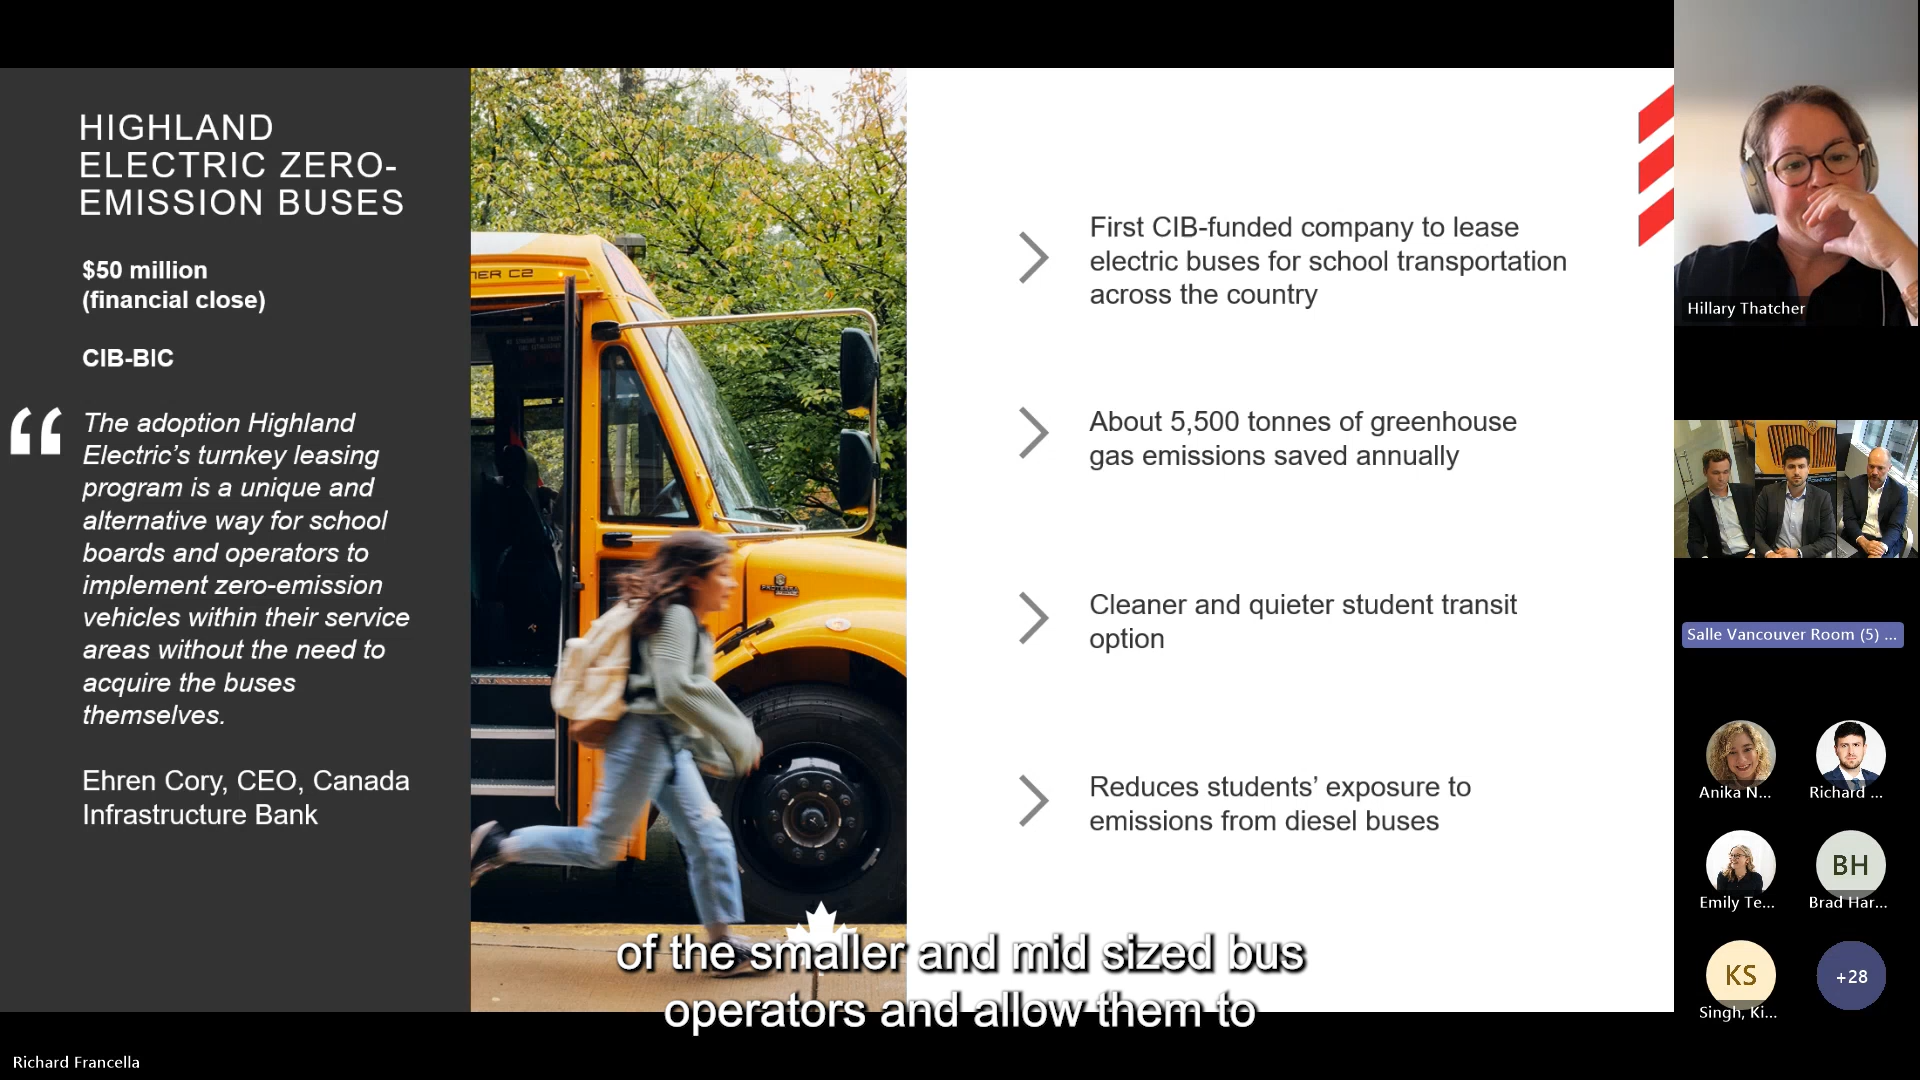 HIGHLAND
ELECTRIC ZERO-
EMISSION BUSES
$50 million
(financial close)
CIB-BIC
“
The adoption Highland
Electric’s turnkey leasing
program is a unique and
alternative way for school
boards and operators to
implement zero-emission
vehicles within their service
areas without the need to
acquire the buses
themselves.
Ehren Cory, CEO, Canada
Infrastructure Bank
First CIB-funded company to lease
electric buses for school transportation
across the country
About 5,500 tonnes of greenhouse
gas emissions saved annually
Cleaner and quieter student transit
option
Reduces students’ exposure to
emissions from diesel buses
of the smaller and mid sized bus
operators and allow them to
Richard Francella
Hillary Thatcher
Salle Vancouver Room (5) ...
Anika N...
Richard ...
Emily Te...
BH
Brad Har...
KS
Singh, Ki...
+28